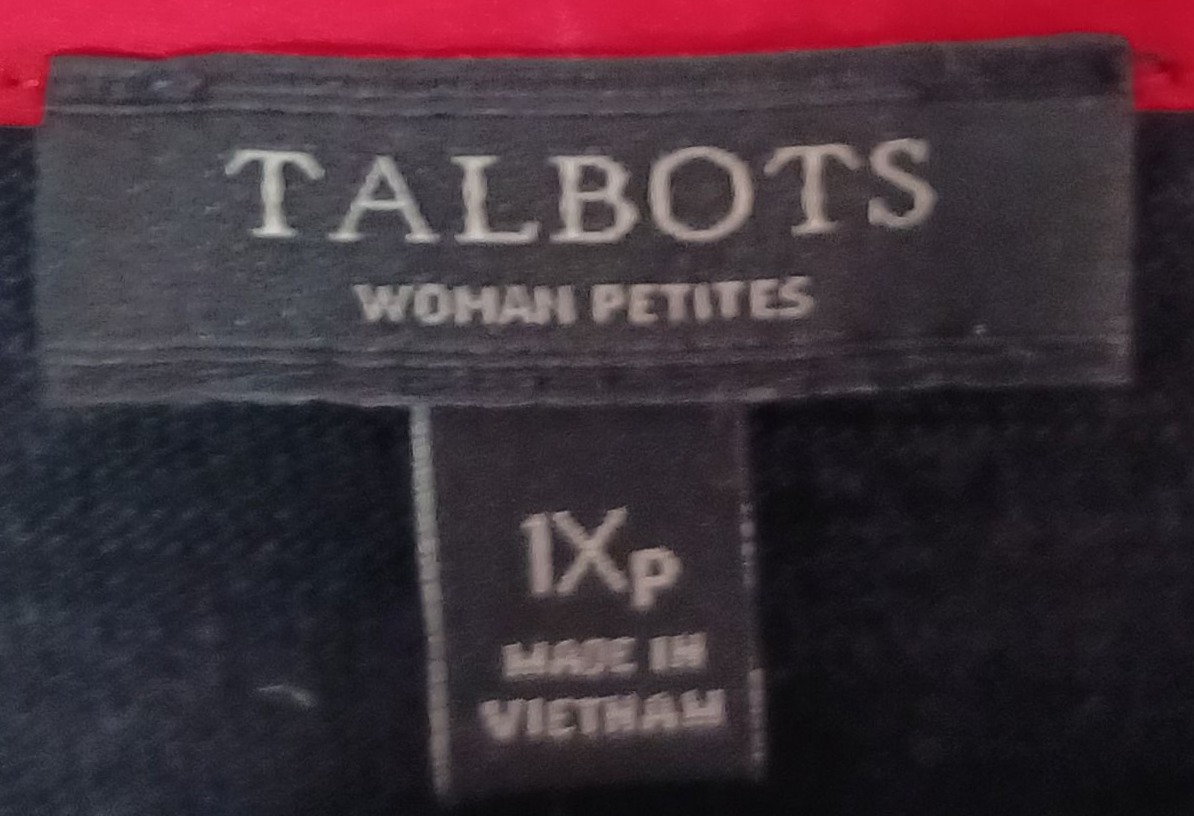 TALBOTS
WOMAN PETITES
1XP
MADE IN
VIETNAM